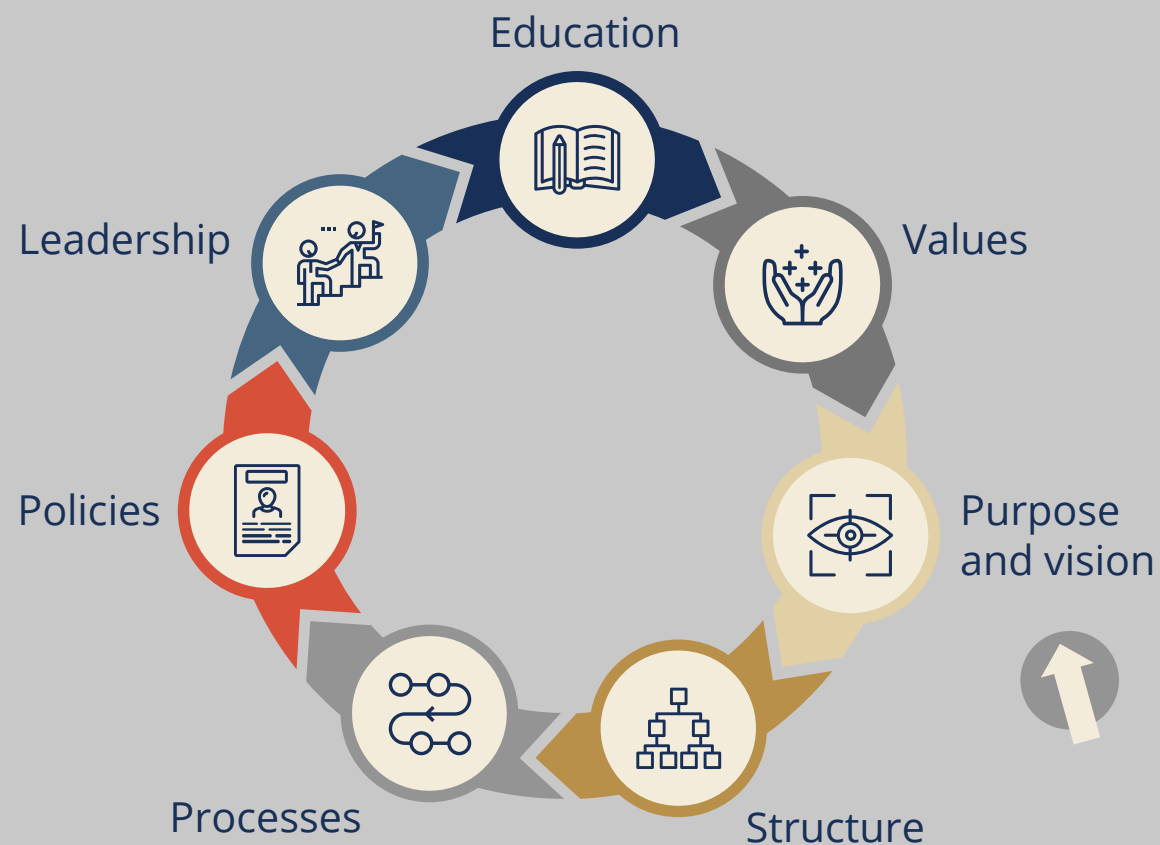 Education
Values
Purpose
and vision
Structure
Processes
Policies
Leadership